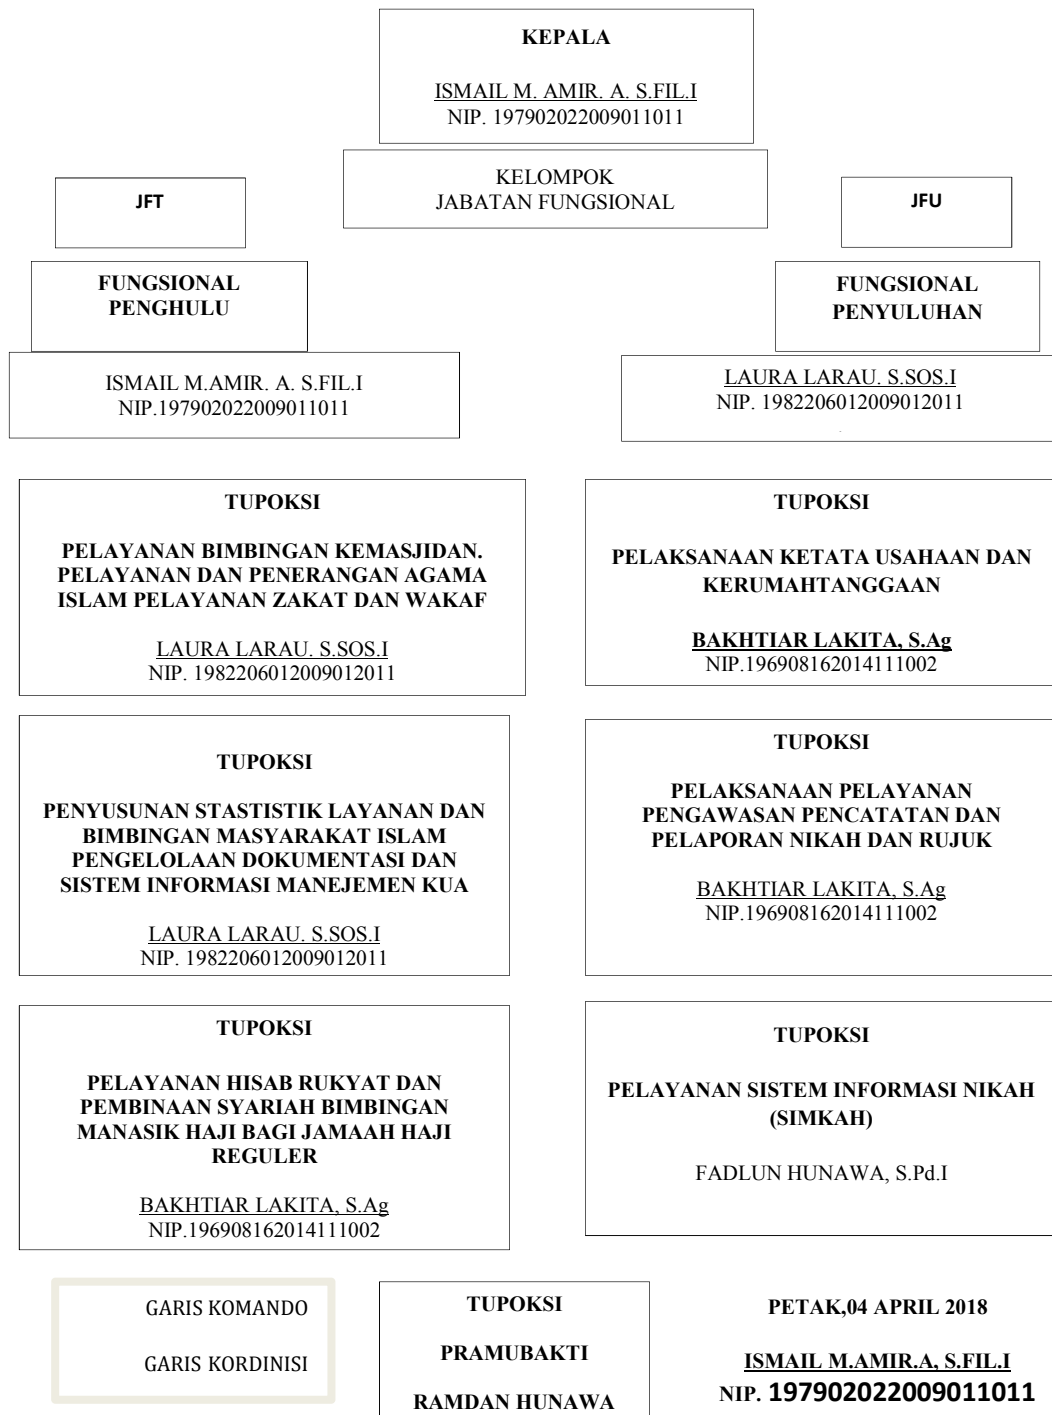 KEPALA
ISMAIL M. AMIR. A. S.FIL.I
NIP. 197902022009011011
KELOMPOK
JABATAN FUNGSIONAL
JFT
JFU
FUNGSIONAL
PENGHULU
FUNGSIONAL
PENYULUHAN
ISMAIL M.AMIR. A. S.FIL.I
NIP.197902022009011011
LAURA LARAU. S.SOS.I
NIP. 1982206012009012011
TUPOKSI
PELAYANAN BIMBINGAN KEMASJIDAN.
PELAYANAN DAN PENERANGAN AGAMA
ISLAM PELAYANAN ZAKAT DAN WAKAF
LAURA LARAU. S.SOS.I
NIP. 1982206012009012011
TUPOKSI
PELAKSANAAN KETATA USAHAAN DAN
KERUMAHTANGGAAN
BAKHTIAR LAKITA, S.Ag
NIP.196908162014111002
TUPOKSI
PENYUSUNAN STASTISTIK LAYANAN DAN
BIMBINGAN MASYARAKAT ISLAM
PENGELOLAAN DOKUMENTASI DAN
SISTEM INFORMASI MANEJEMEN KUA
LAURA LARAU. S.SOS.I
NIP. 1982206012009012011
TUPOKSI
PELAKSANAAN PELAYANAN
PENGAWASAN PENCATATAN DAN
PELAPORAN NIKAH DAN RUJUK
BAKHTIAR LAKITA, S.Ag
NIP.196908162014111002
TUPOKSI
PELAYANAN HISAB RUKYAT DAN
PEMBINAAN SYARIAH BIMBINGAN
MANASIK HAJI BAGI JAMAAH HAJI
REGULER
BAKHTIAR LAKITA, S.Ag
NIP.196908162014111002
TUPOKSI
PELAYANAN SISTEM INFORMASI NIKAH
(SIMKAH)
FADLUN HUNAWA, S.Pd.I
GARIS KOMANDO
GARIS KORDINISI
TUPOKSI
PRAMUBAKTI
RAMDAN HUNAWA
PETAK,04 APRIL 2018
ISMAIL M.AMIR.A, S.FIL.I
NIP. 197902022009011011